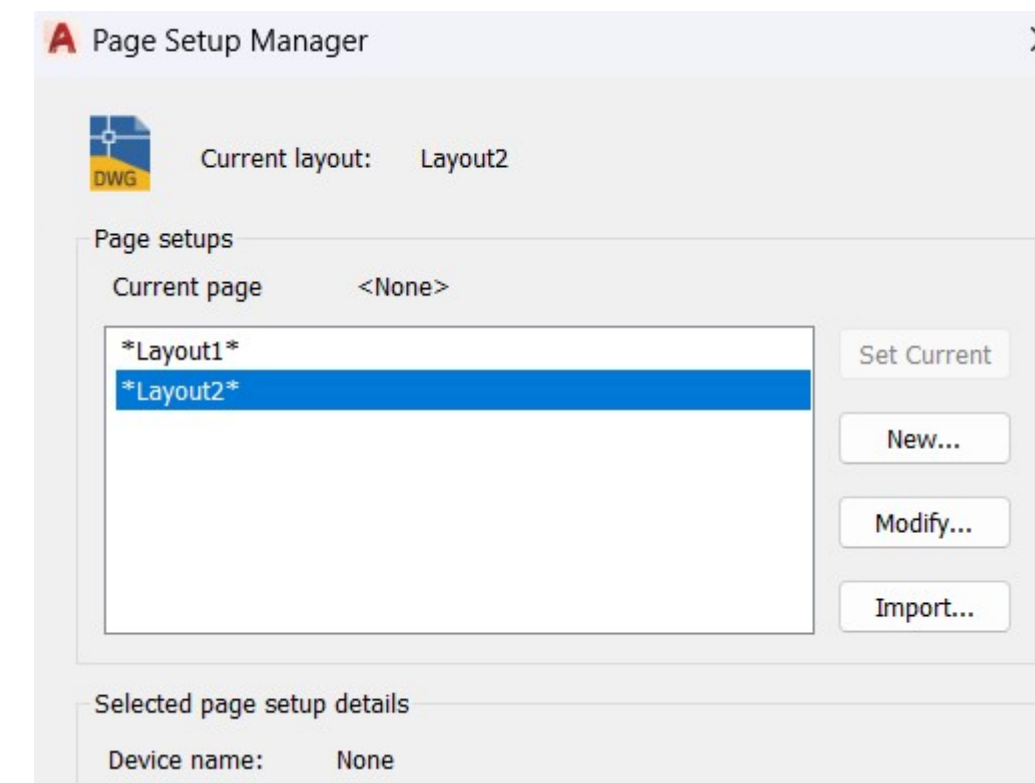 Page Setup Manager
DWG
Current layout: Layout2
Page setups
Current page <None>
*Layout1*
*Layout2*
Set Current
New...
Modify...
Import...
Selected page setup details
Device name: None